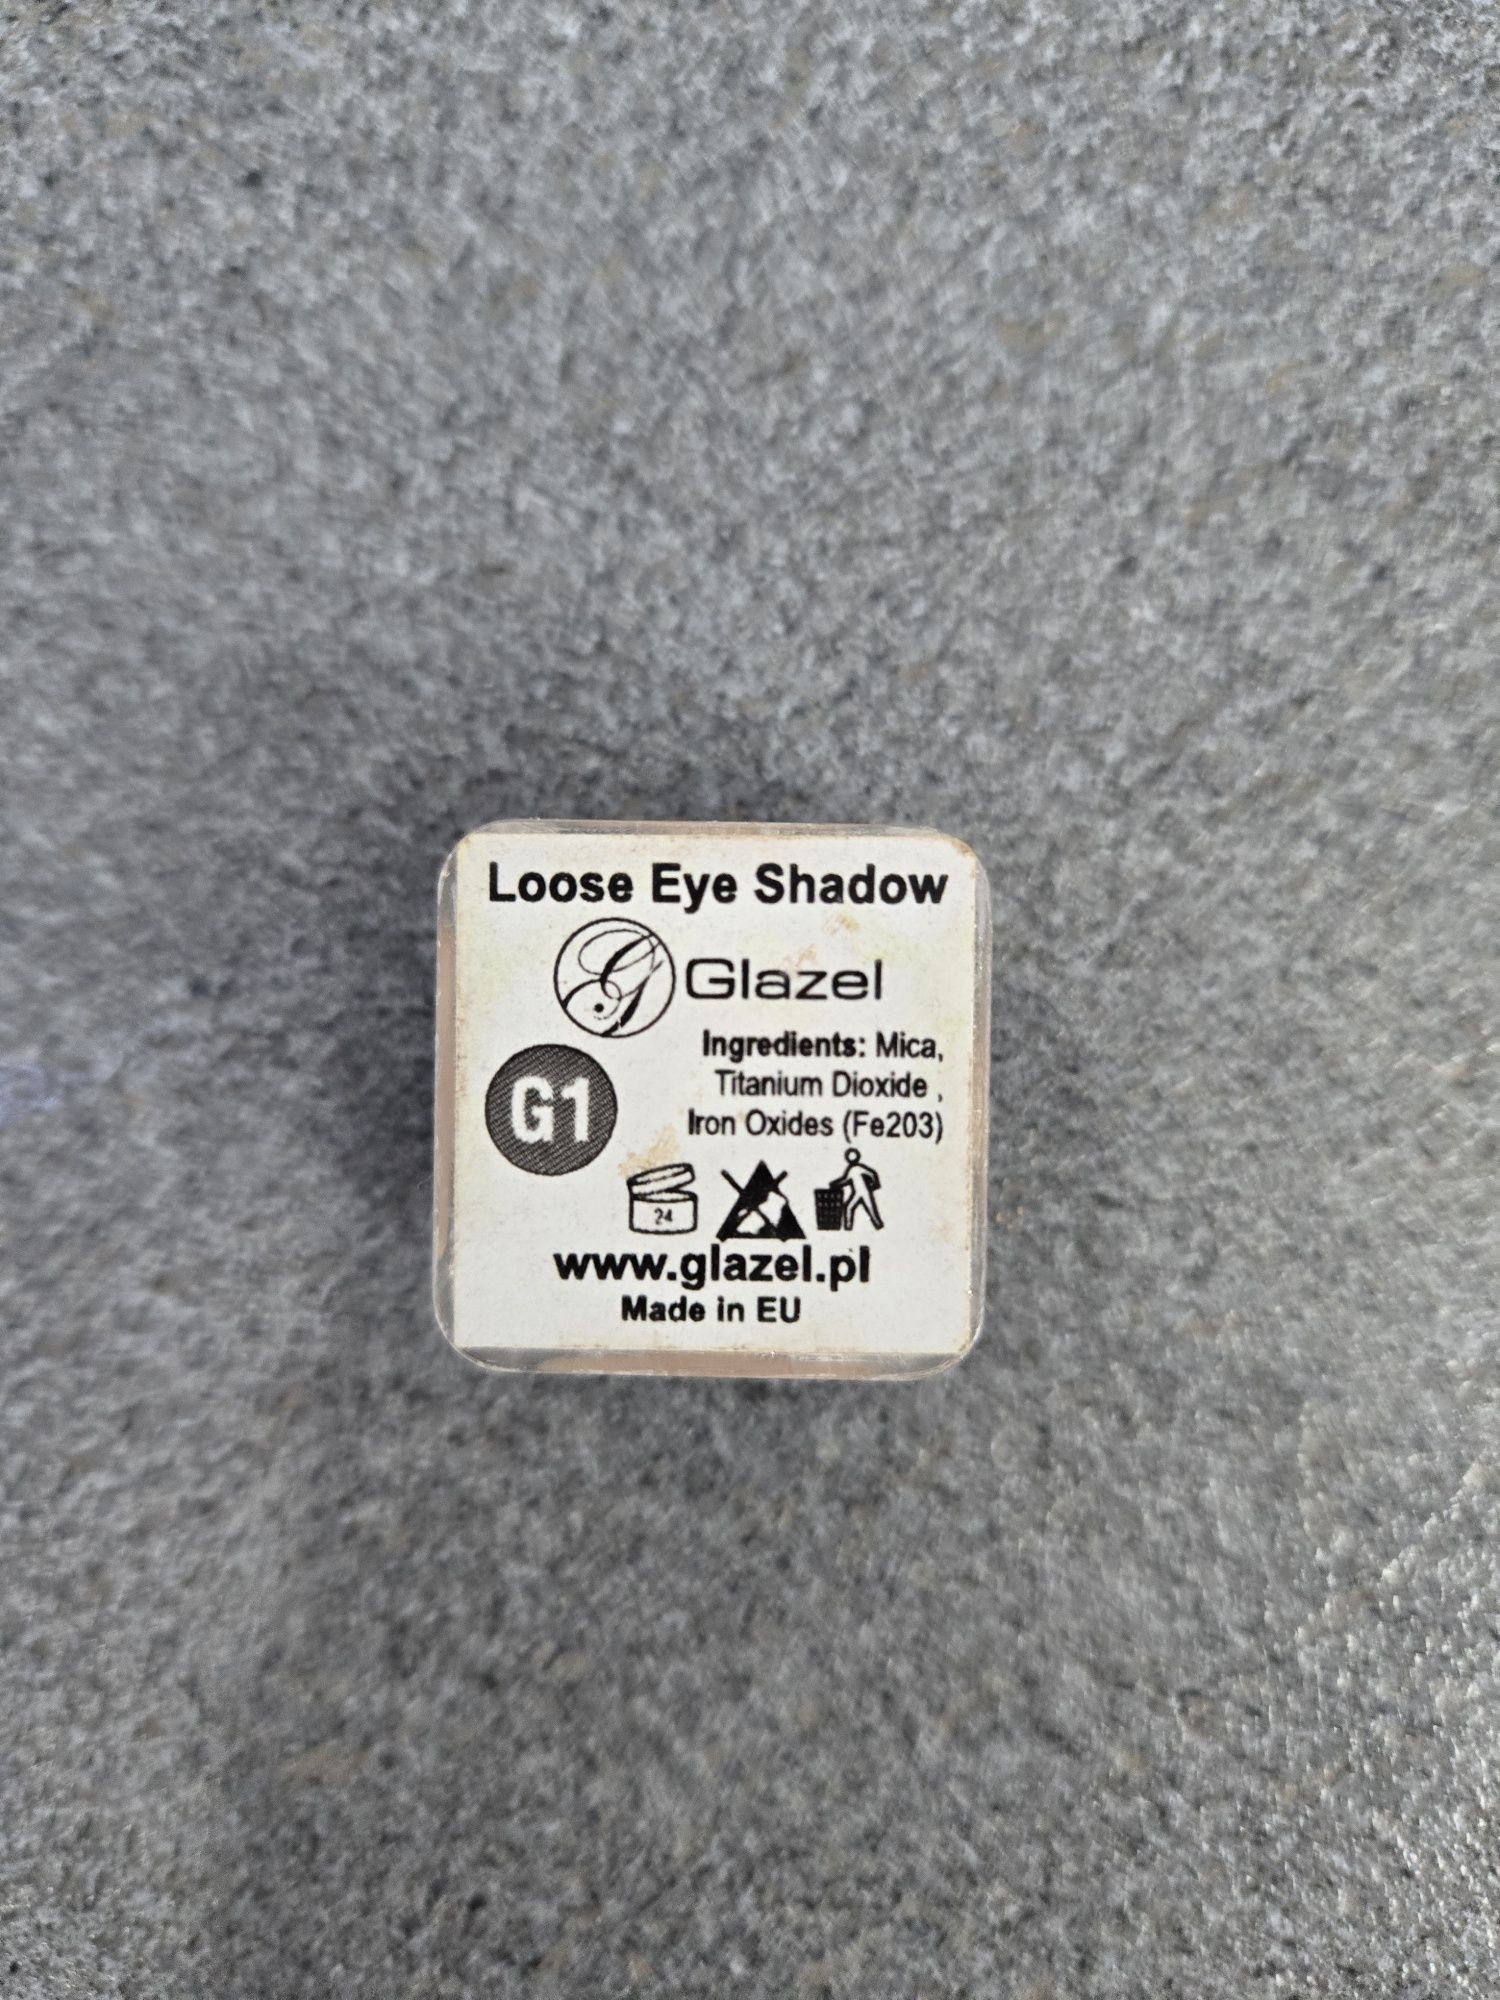 Loose Eye Shadow
G Glazel
Ingredients: Mica,
Titanium Dioxide ,
Iron Oxides (Fe203)
G1
24
www.glazel.pl
Made in EU